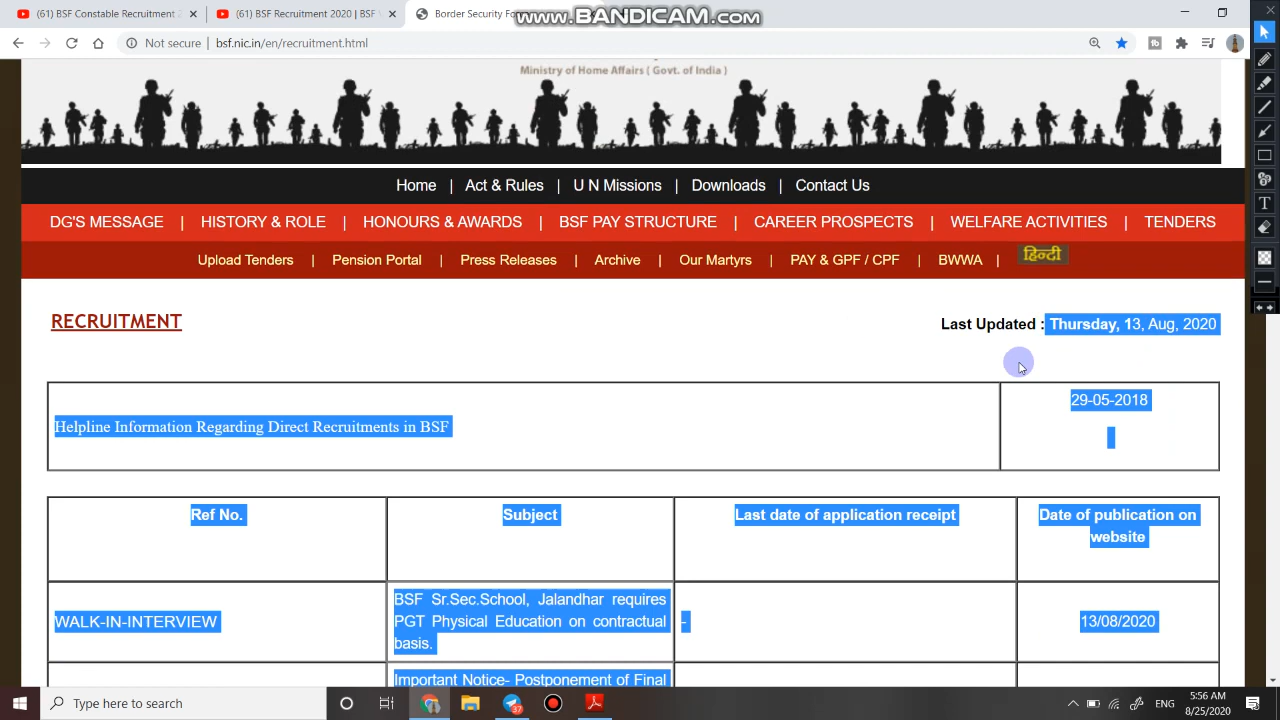 (61) BSF Constable Recruitment
(61) BSF Recruitment 2020 | BSF
Border Security Fo
www.BANDICAM.com
Not secure | bsf.nic.in/en/recruitment.html
Ministry of Home Affairs ( Govt. of India )
Home | Act & Rules | U N Missions | Downloads | Contact Us
DG'S MESSAGE | HISTORY & ROLE | HONOURS & AWARDS | BSF PAY STRUCTURE | CAREER PROSPECTS | WELFARE ACTIVITIES | TENDERS
Upload Tenders | Pension Portal | Press Releases | Archive | Our Martyrs | PAY & GPF / CPF | BWWA | हिन्दी
RECRUITMENT
Last Updated : Thursday, 13, Aug, 2020
Helpline Information Regarding Direct Recruitments in BSF
29-05-2018
Ref No.
Subject
Last date of application receipt
Date of publication on
website
WALK-IN-INTERVIEW
BSF Sr.Sec.School, Jalandhar requires
PGT Physical Education on contractual
basis.
-
13/08/2020
Important Notice- Postponement of Final
Type here to search
37
ENG
5:56 AM
8/25/2020